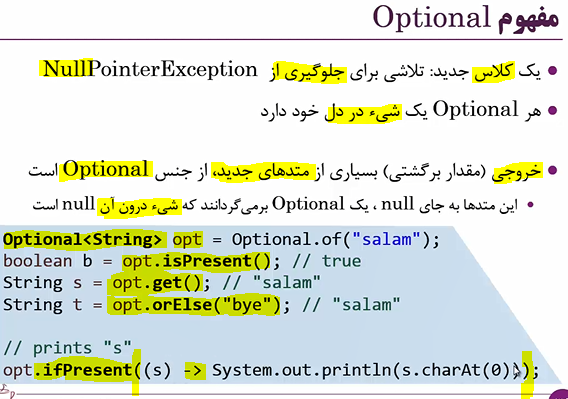 مفهوم Optional
یک کلاس جدید: تلاشی برای جلوگیری از NullPointerException
هر Optional یک شیء در دل خود دارد
خروجی (مقدار برگشتی) بسیاری از متدهای جدید، از جنس Optional است
این متدها به جای null ، یک Optional برمی‌گردانند که شیء درون آن null است
Optional<String> opt = Optional.of("salam");
boolean b = opt.isPresent(); // true
String s = opt.get(); // "salam"
String t = opt.orElse("bye"); // "salam"
// prints "s"
opt.ifPresent((s) -> System.out.println(s.charAt(0)));